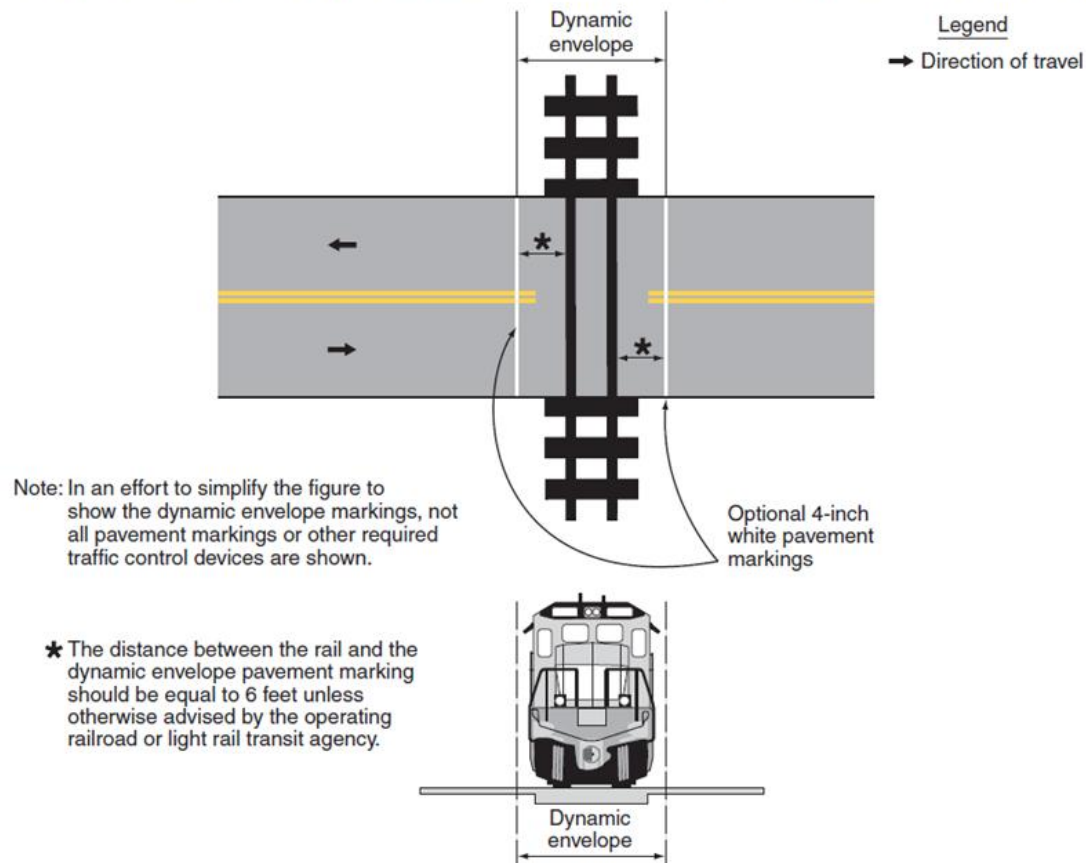 Dynamic
envelope
Legend
→ Direction of travel
*
*
Note: In an effort to simplify the figure to
show the dynamic envelope markings, not
all pavement markings or other required
traffic control devices are shown.
Optional 4-inch
white pavement
markings
* The distance between the rail and the
dynamic envelope pavement marking
should be equal to 6 feet unless
otherwise advised by the operating
railroad or light rail transit agency.
Dynamic
envelope